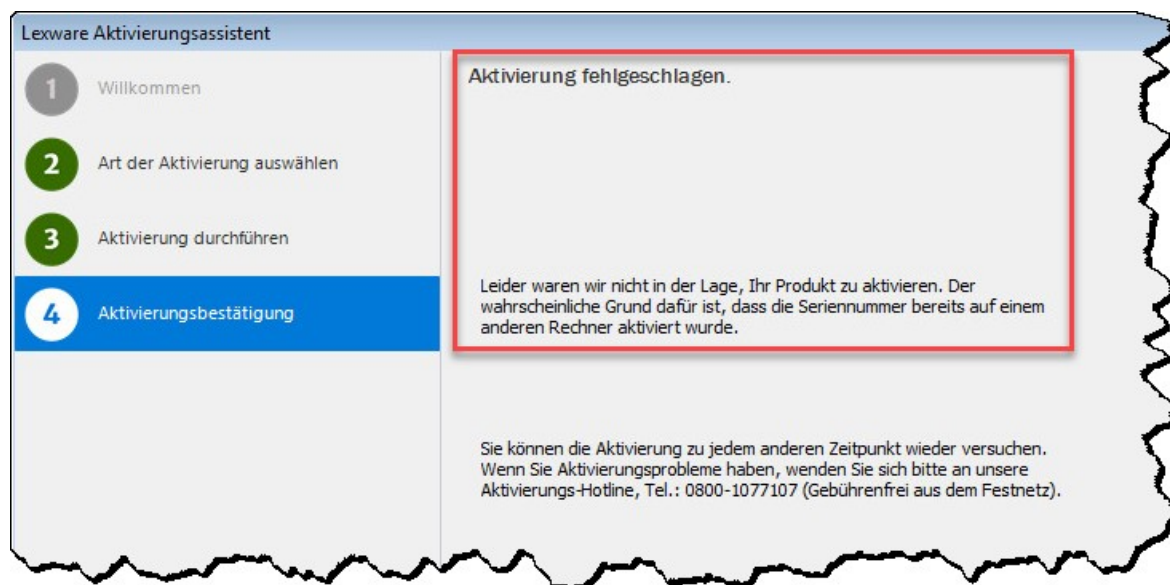 Lexware Aktivierungsassistent
1 Willkommen
2 Art der Aktivierung auswählen
3 Aktivierung durchführen
4 Aktivierungsbestätigung
Aktivierung fehlgeschlagen.
Leider waren wir nicht in der Lage, Ihr Produkt zu aktivieren. Der
wahrscheinliche Grund dafür ist, dass die Seriennummer bereits auf einem
anderen Rechner aktiviert wurde.
Sie können die Aktivierung zu jedem anderen Zeitpunkt wieder versuchen.
Wenn Sie Aktivierungsprobleme haben, wenden Sie sich bitte an unsere
Aktivierungs-Hotline, Tel.: 0800-1077107 (Gebührenfrei aus dem Festnetz).